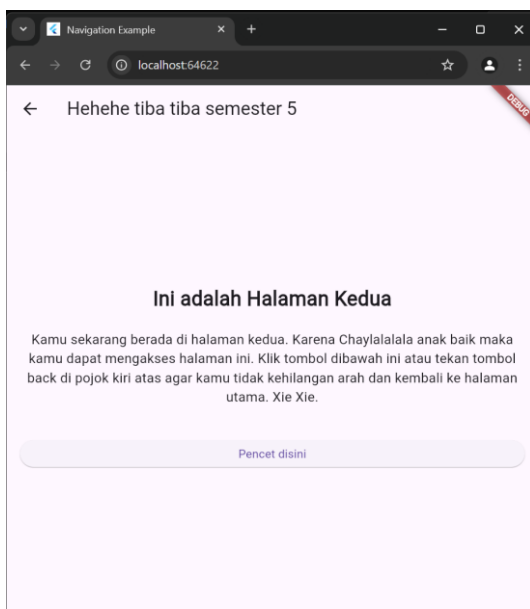 Navigation Example
localhost:64622
Hehehe tiba tiba semester 5
DEBUG
Ini adalah Halaman Kedua
Kamu sekarang berada di halaman kedua. Karena Chaylalalala anak baik maka
kamu dapat mengakses halaman ini. Klik tombol dibawah ini atau tekan tombol
back di pojok kiri atas agar kamu tidak kehilangan arah dan kembali ke halaman
utama. Xie Xie.
Pencet disini